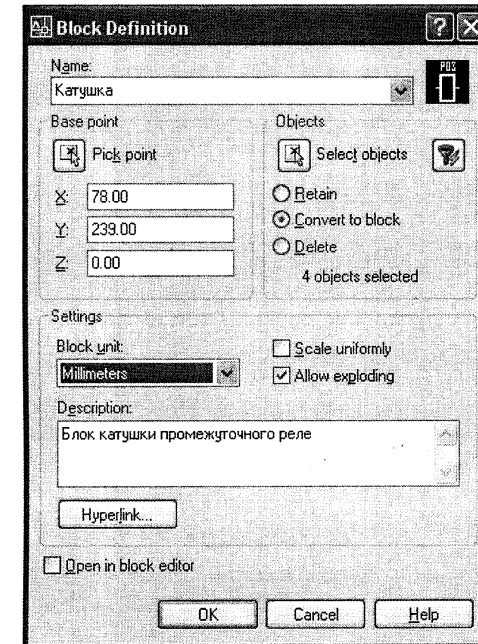 Block Definition
Name:
Катушка
POZ
Base point
Pick point
X: 78.00
Y: 239.00
Z: 0.00
Objects
Select objects
Retain
Convert to block
Delete
4 objects selected
Settings
Block unit:
Millimeters
Scale uniformly
Allow exploding
Description:
Блок катушки промежуточного реле
Hyperlink...
Open in block editor
OK
Cancel
Help